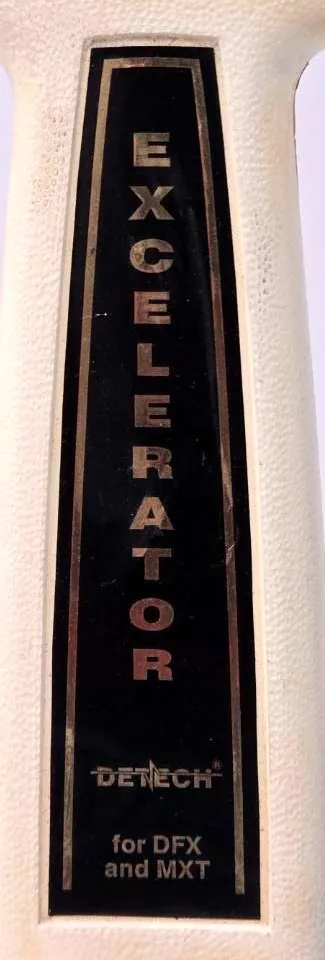 EXCELERATOR
DETECH®
for DFX
and MXT